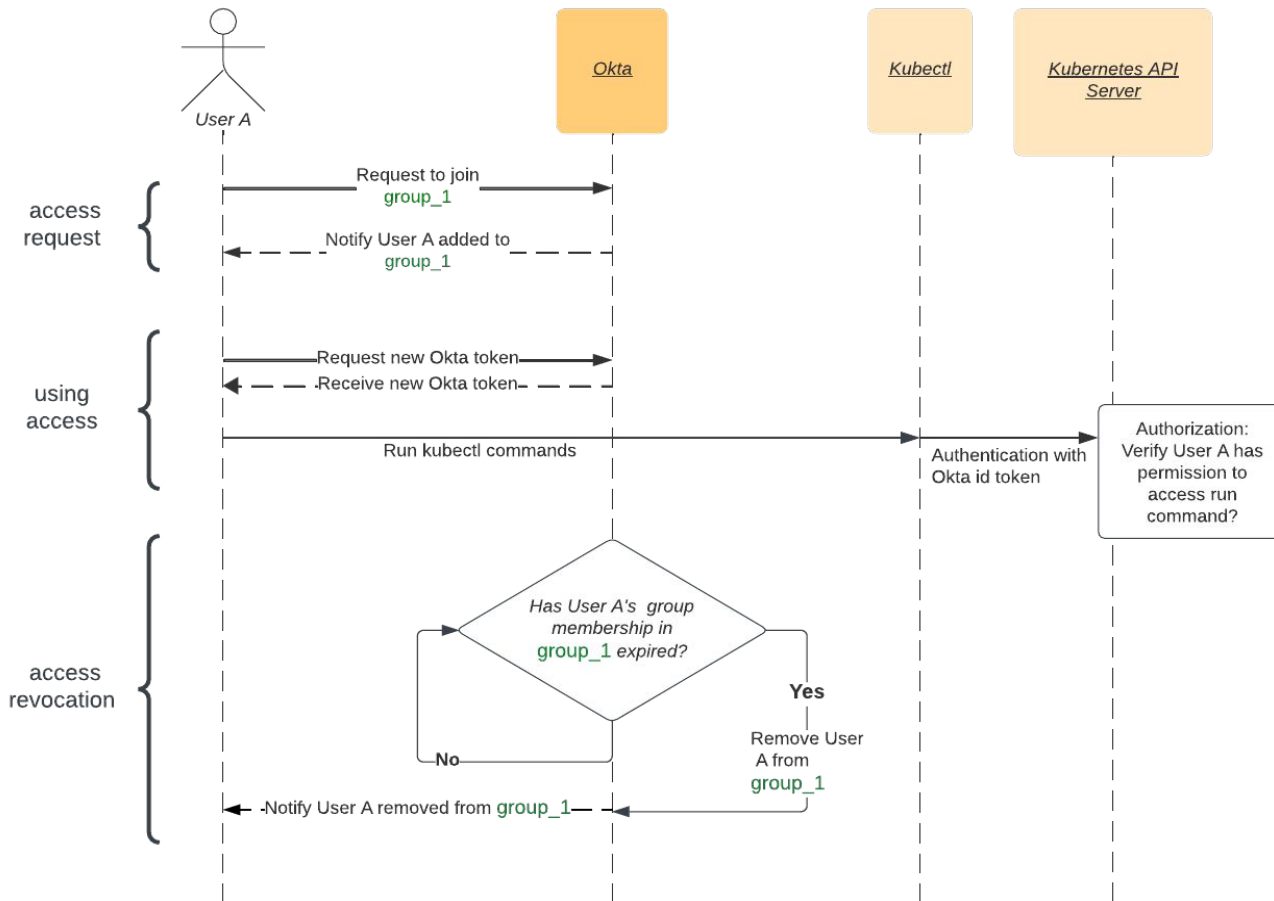 Okta
Kubectl
Kubernetes API
Server
User A
access
request
Request to join
group_1
Notify User A added to
group_1
using
access
Request new Okta token
Receive new Okta token
Run kubectl commands
Authentication with
Okta id token
Authorization:
Verify User A has
permission to
access run
command?
access
revocation
Has User A's group
membership in
group_1 expired?
Yes
No
Remove User
A from
group_1
Notify User A removed from group_1